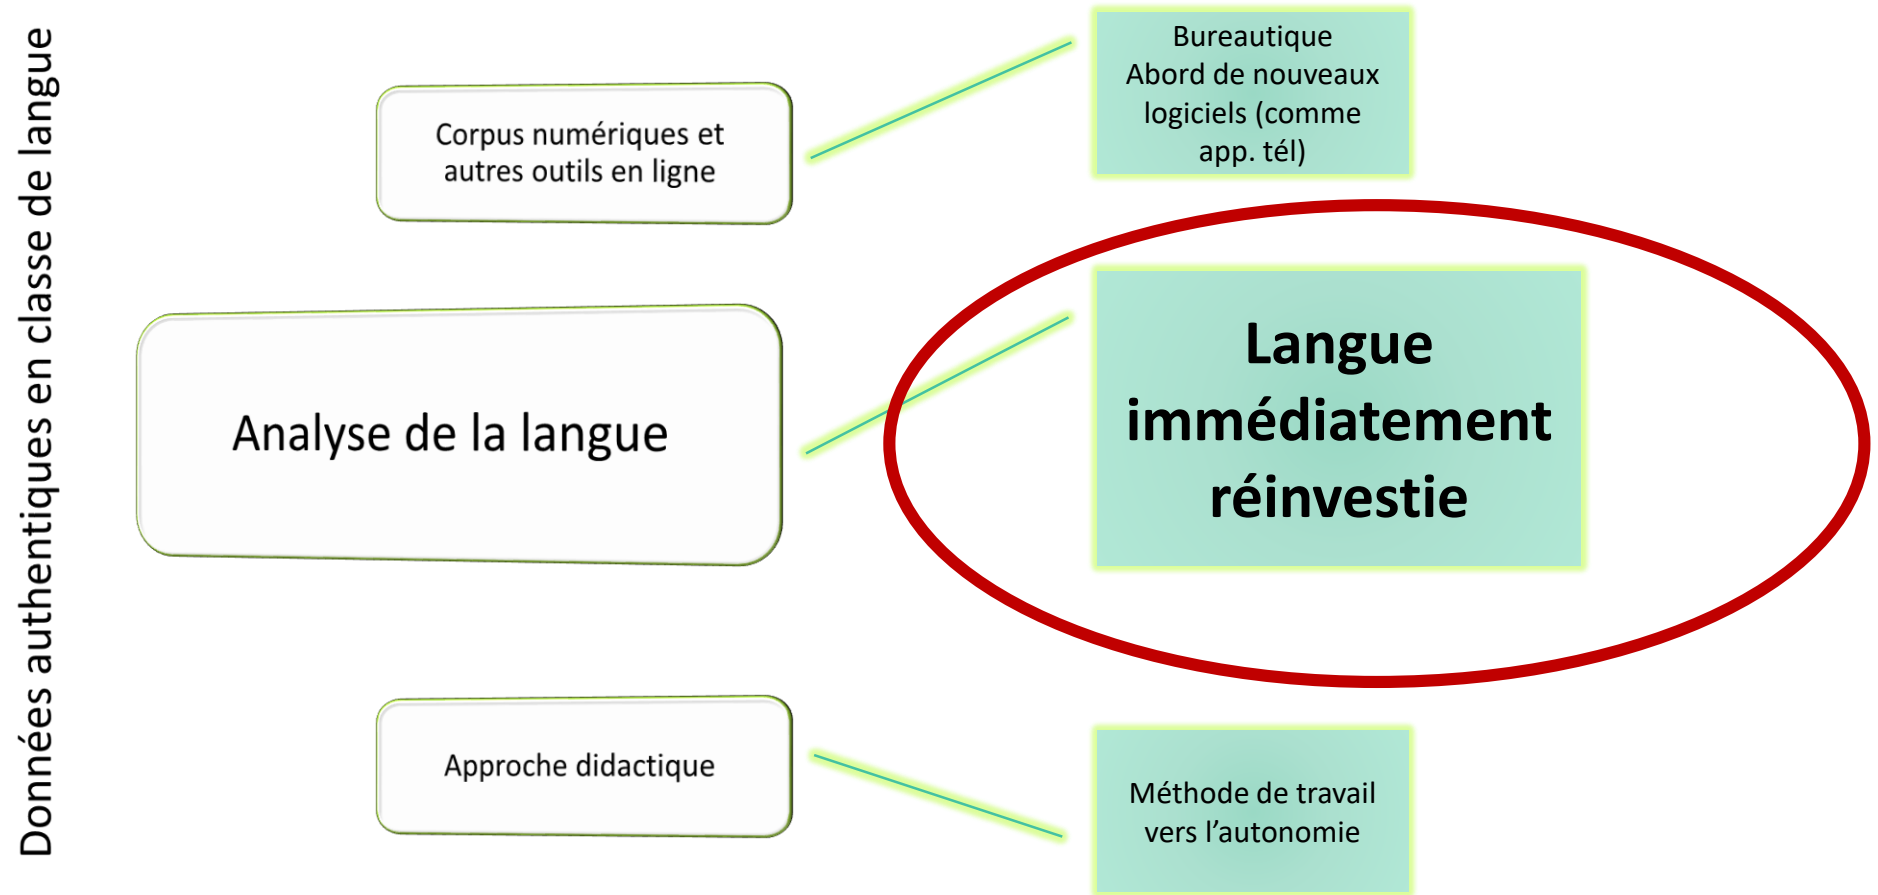 Données authentiques en classe de langue
Corpus numériques et
autres outils en ligne
Bureautique
Abord de nouveaux
logiciels (comme
app. tél)
Analyse de la langue
Langue
immédiatement
réinvestie
Approche didactique
Méthode de travail
vers l’autonomie